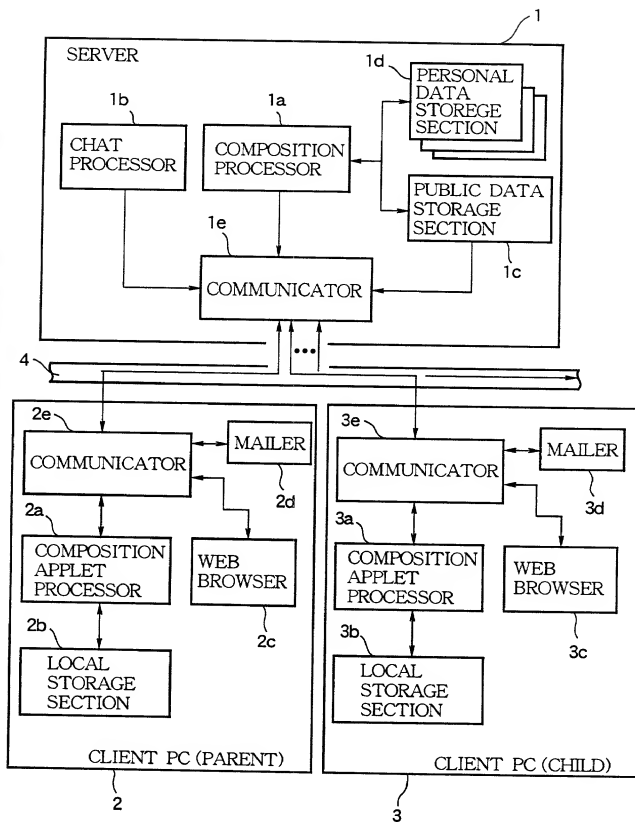 1
SERVER
1d
PERSONAL
DATA
STOREGE
SECTION
1b
CHAT
PROCESSOR
1a
COMPOSITION
PROCESSOR
PUBLIC DATA
STORAGE
SECTION
1c
1e
COMMUNICATOR
4
2e
COMMUNICATOR
MAILER
2d
2a
COMPOSITION
APPLET
PROCESSOR
WEB
BROWSER
2c
2b
LOCAL
STORAGE
SECTION
CLIENT PC (PARENT)
2
3e
COMMUNICATOR
MAILER
3d
3a
COMPOSITION
APPLET
PROCESSOR
WEB
BROWSER
3c
3b
LOCAL
STORAGE
SECTION
CLIENT PC (CHILD)
3